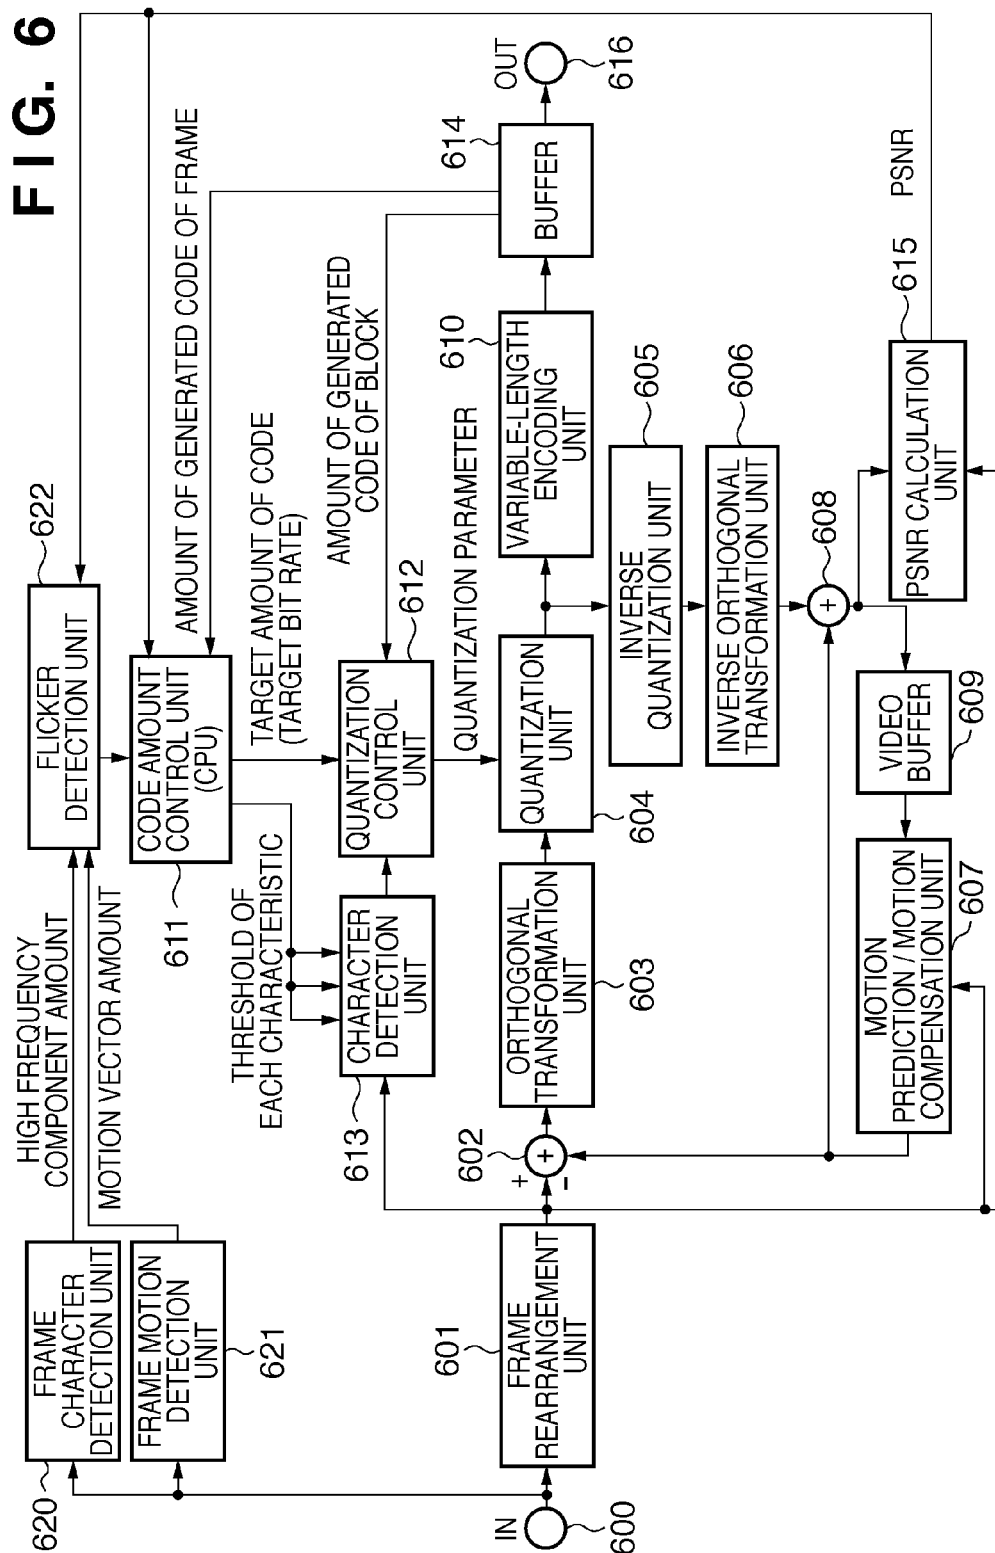 FIG. 6
FRAME
CHARACTER
DETECTION UNIT
620
FRAME MOTION
DETECTION
UNIT
621
HIGH FREQUENCY
COMPONENT AMOUNT
MOTION VECTOR AMOUNT
FLICKER
DETECTION UNIT
622
CODE AMOUNT
CONTROL UNIT
(CPU)
611
AMOUNT OF GENERATED CODE OF FRAME
THRESHOLD OF
EACH CHARACTERISTIC
TARGET AMOUNT OF CODE
(TARGET BIT RATE)
AMOUNT OF GENERATED
CODE OF BLOCK
CHARACTER
DETECTION
UNIT
613
QUANTIZATION
CONTROL
UNIT
612
QUANTIZATION PARAMETER
IN
600
FRAME
REARRANGEMENT
UNIT
601
602
+
+
-
ORTHOGONAL
TRANSFORMATION
UNIT
603
QUANTIZATION
UNIT
604
VARIABLE-LENGTH
ENCODING
UNIT
610
BUFFER
614
OUT
616
INVERSE
QUANTIZATION UNIT
605
INVERSE ORTHOGONAL
TRANSFORMATION UNIT
606
+
608
MOTION
PREDICTION / MOTION
COMPENSATION UNIT
607
VIDEO
BUFFER
609
PSNR CALCULATION
UNIT
615
PSNR